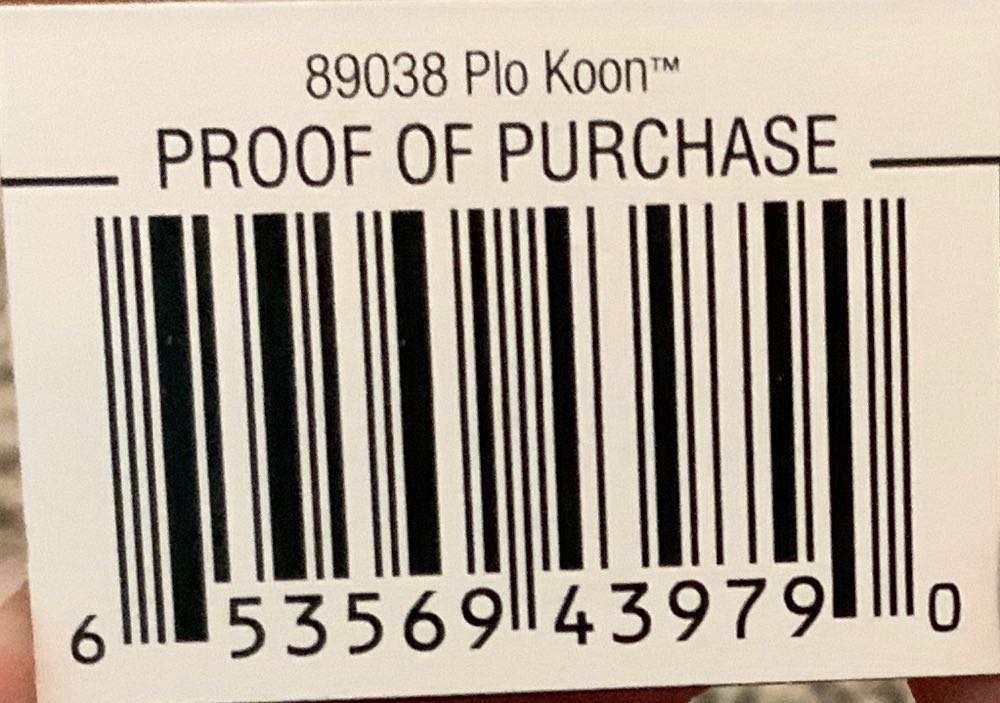 89038 Plo Koon™
PROOF OF PURCHASE
6 53569 43979 0